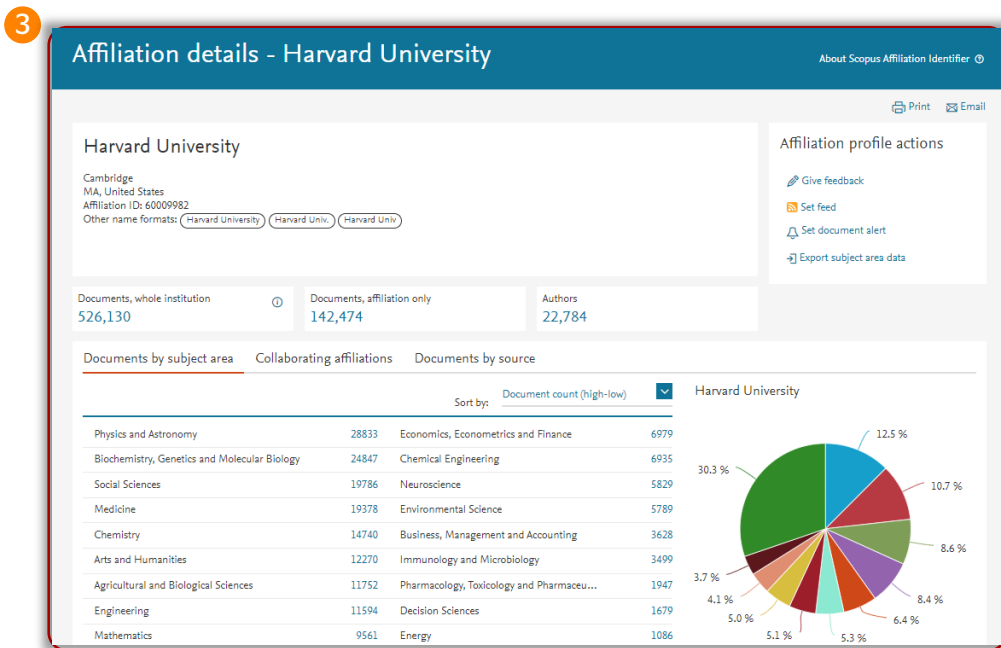 3
Affiliation details - Harvard University
About Scopus Affiliation Identifier
Print Email
Harvard University
Cambridge
MA, United States
Affiliation ID: 60009982
Other name formats: Harvard University Harvard Univ. Harvard Univ
Affiliation profile actions
Give feedback
Set feed
Set document alert
Export subject area data
Documents, whole institution
526,130
Documents, affiliation only
142,474
Authors
22,784
Documents by subject area Collaborating affiliations Documents by source
Sort by: Document count (high-low)
Physics and Astronomy 28833 Economics, Econometrics and Finance 6979
Biochemistry, Genetics and Molecular Biology 24847 Chemical Engineering 6935
Social Sciences 19786 Neuroscience 5829
Medicine 19378 Environmental Science 5789
Chemistry 14740 Business, Management and Accounting 3628
Arts and Humanities 12270 Immunology and Microbiology 3499
Agricultural and Biological Sciences 11752 Pharmacology, Toxicology and Pharmaceu... 1947
Engineering 11594 Decision Sciences 1679
Mathematics 9561 Energy 1086
Harvard University
12.5 %
10.7 %
8.6 %
8.4 %
6.4 %
5.3 %
5.1 %
5.0 %
4.1 %
3.7 %
30.3 %